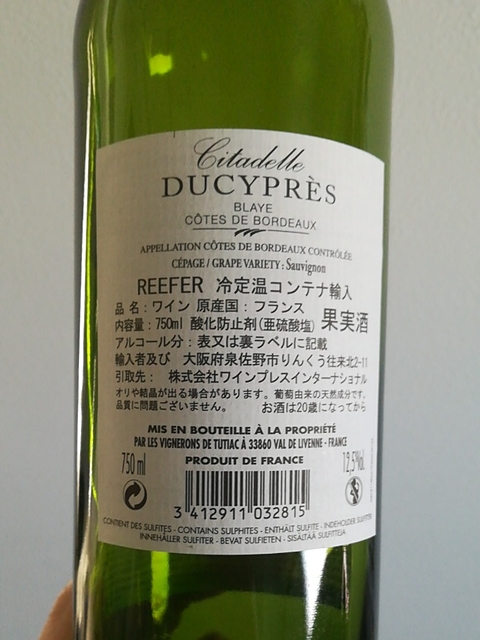 Citadelle
DUCYPRÈS
BLAYE
CÔTES DE BORDEAUX
APPELLATION CÔTES DE BORDEAUX CONTRÔLÉE
CÉPAGE / GRAPE VARIETY : Sauvignon
REEFER 冷定温コンテナ輸入
品 名：ワイン 原産国：フランス
内容量：750ml 酸化防止剤(亜硫酸塩) 果実酒
アルコール分：表又は裏ラベルに記載
輸入者及び 大阪府泉佐野市りんくう往来北2-11
引取先： 株式会社ワインプレスインターナショナル
オリや結晶が出る場合があります。葡萄由来の天然成分です。
品質に問題ございません。 お酒は20歳になってから
MIS EN BOUTEILLE À LA PROPRIÉTÉ
PAR LES VIGNERONS DE TUTIAC À 33860 VAL DE LIVENNE - FRANCE
750 ml PRODUIT DE FRANCE 12,5%Vol.
3 412911 032815
CONTIENT DES SULFITES - CONTAINS SULPHITES - ENTHÄLT SULFITE - INDEHOLDER SULFITTER
INNEHÅLLER SULFITER - BEVAT SULFIETEN - SISÄLTÄÄ SULFIITTEJA